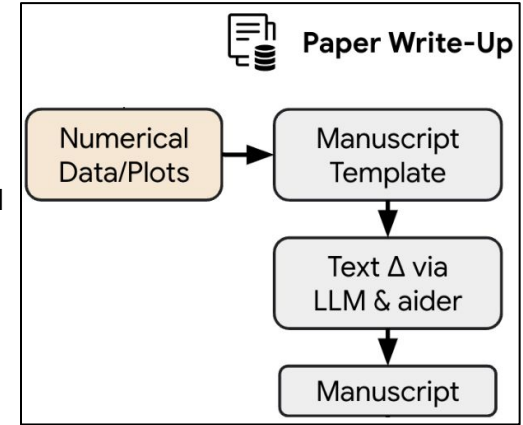 Paper Write-Up
Numerical
Data/Plots
Manuscript
Template
Text Δ via
LLM & aider
Manuscript